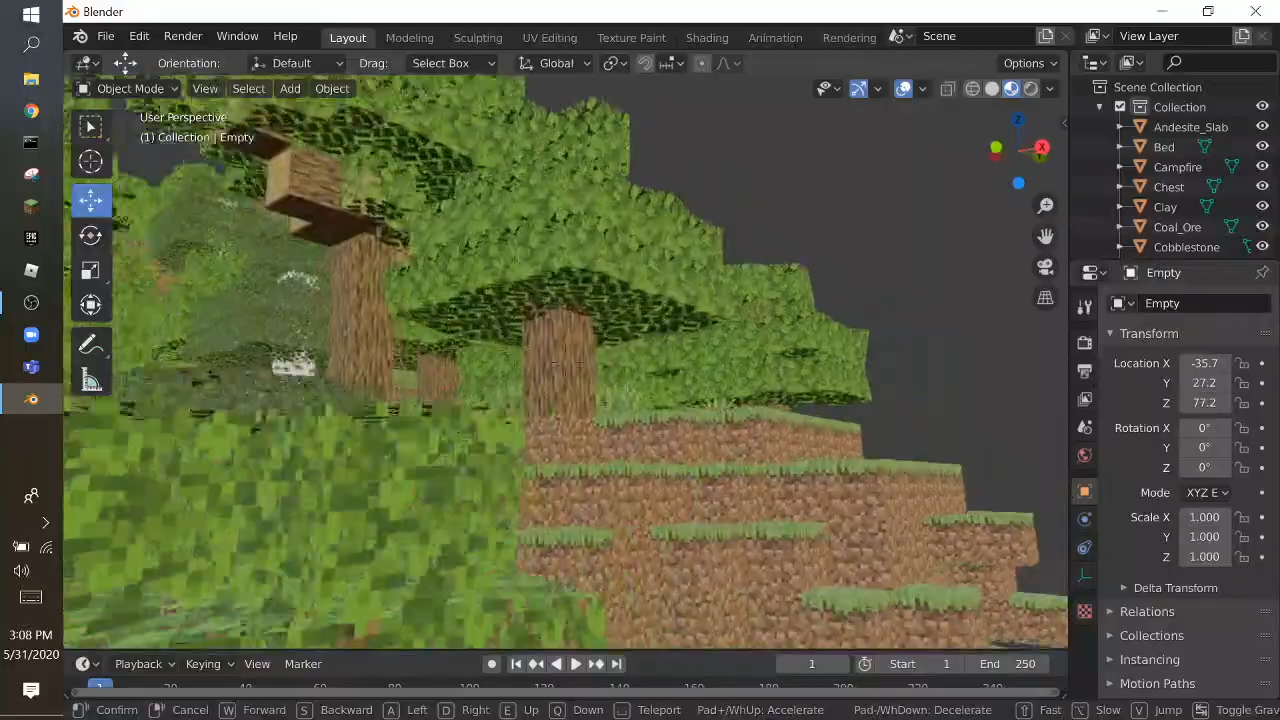 Blender
File Edit Render Window Help Layout Modeling Sculpting UV Editing Texture Paint Shading Animation Rendering Scene View Layer
Orientation: Default Drag: Select Box Global Options
Object Mode View Select Add Object
User Perspective
(1) Collection | Empty
Z
X
Y
Scene Collection
Collection
Andesite_Slab
Bed
Campfire
Chest
Clay
Coal_Ore
Cobblestone
Empty
Empty
Transform
Location X -35.7
Y 27.2
Z 77.2
Rotation X 0°
Y 0°
Z 0°
Mode XYZ E
Scale X 1.000
Y 1.000
Z 1.000
Delta Transform
Relations
Collections
Instancing
Motion Paths
EPIC
3:08 PM
5/31/2020
Playback Keying View Marker 1 Start 1 End 250
1
Confirm Cancel W Forward S Backward A Left D Right E Up Q Down Teleport Pad+/WhUp: Accelerate Pad-/WhDown: Decelerate Fast Slow V Jump Toggle Grav